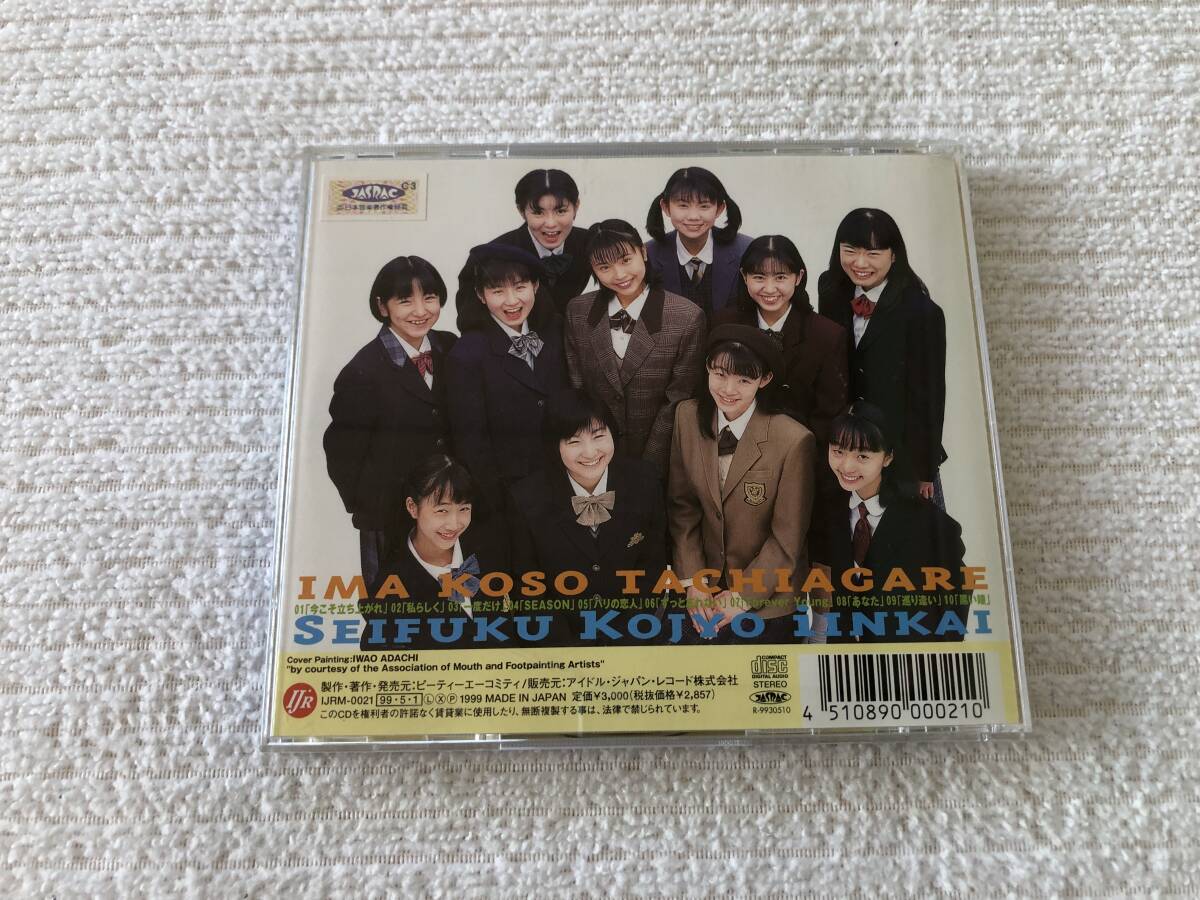 JASRAC
C-3
IMA KOSO TACHIAGARE
01「今こそ立ち上がれ」02「私らしく」03「一度だけ」04「SEASON」05「パリの恋人」06「ずっと忘れない」07「Forever Young」08「あなた」09「巡り逢い」10「黒い瞳」
SEIFUKU KOJYO iINKAI
Cover Painting:IWAO ADACHI
"by courtesy of the Association of Mouth and Footpainting Artists"
IJR
製作・著作・発売元:ピーティーエーコミティ/販売元:アイドル・ジャパン・レコード株式会社
IJRM-0021 99・5・1 Ⓛ Ⓧ Ⓟ 1999 MADE IN JAPAN 定価¥3,000(税抜価格¥2,857)
このCDを権利者の許諾なく賃貸業に使用したり、無断複製する事は、法律で禁じられています。
COMPACT
disc
DIGITAL AUDIO
STEREO
JASRAC
R-9930510
4 510890 000210